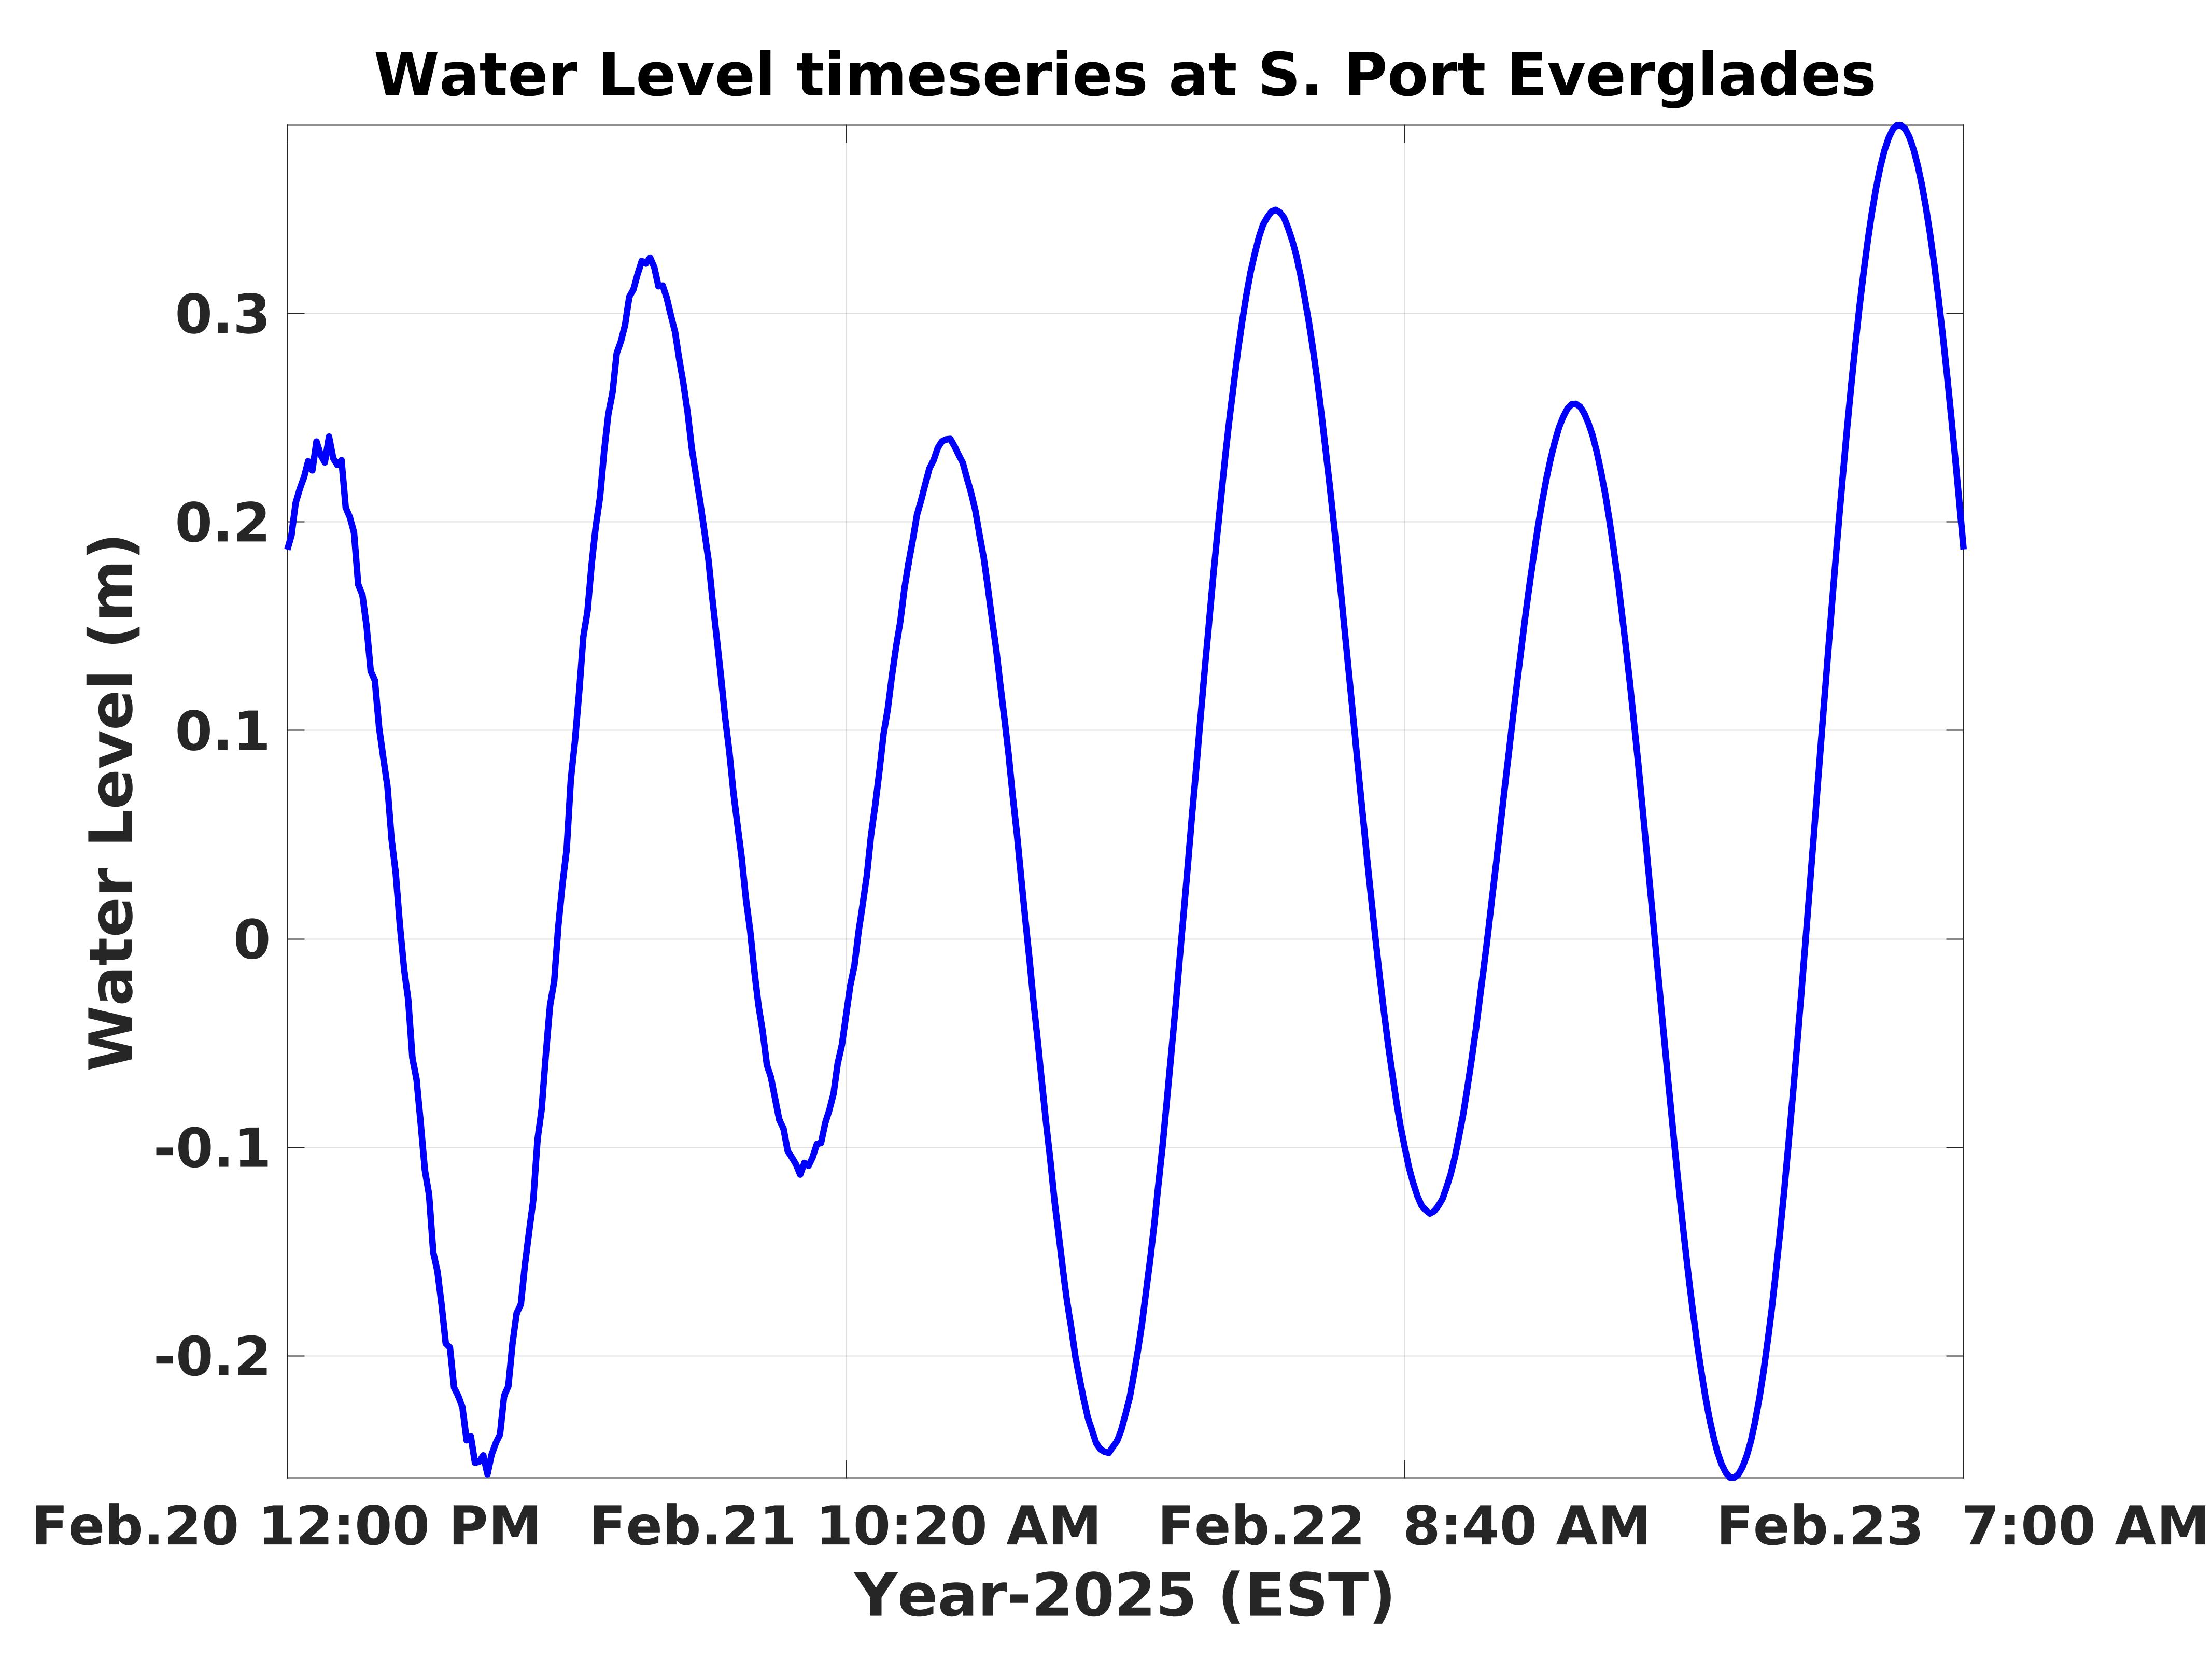 Water Level timeseries at S. Port Everglades
Water Level (m)
0.3
0.2
0.1
0
-0.1
-0.2
Feb.20 12:00 PM Feb.21 10:20 AM Feb.22 8:40 AM Feb.23 7:00 AM
Year-2025 (EST)